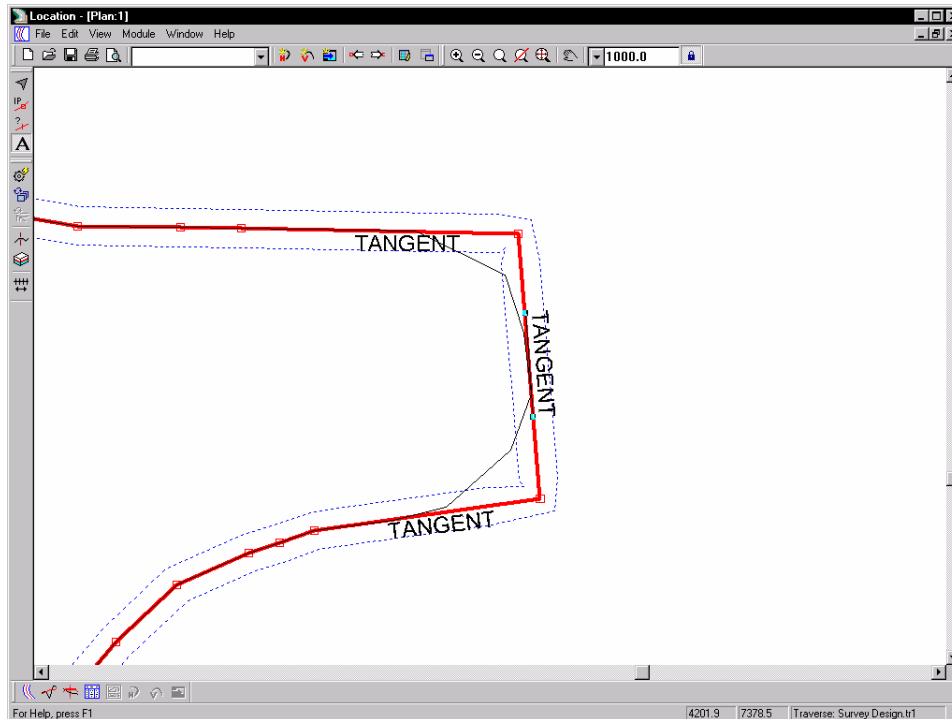 Location - [Plan:1]
File Edit View Module Window Help
1000.0
IP
?
A
TANGENT
TANGENT
TANGENT
For Help, press F1
4201.9 7378.5 Traverse: Survey Design.tr1